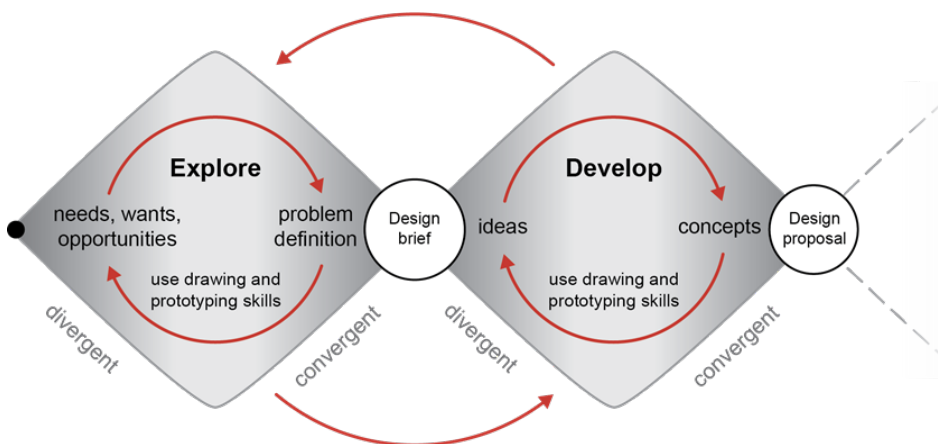 Explore
needs, wants,
opportunities
problem
definition
use drawing and
prototyping skills
divergent
convergent
Design
brief
Develop
ideas
concepts
use drawing and
prototyping skills
divergent
convergent
Design
proposal